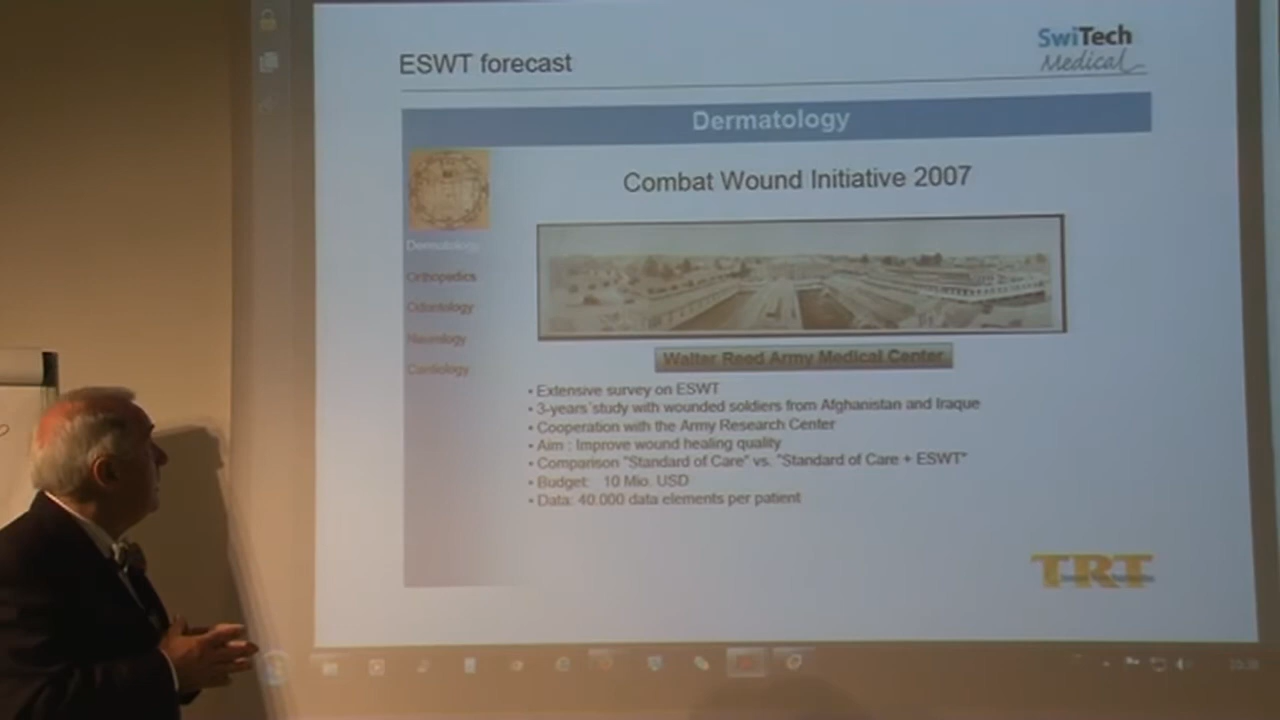 ESWT forecast
SwiTech
Medical
Dermatology
Combat Wound Initiative 2007
Dermatology
Orthopedics
Odontology
Neurology
Cardiology
Walter Reed Army Medical Center
• Extensive survey on ESWT
• 3-years´study with wounded soldiers from Afghanistan and Iraque
• Cooperation with the Army Research Center
• Aim : Improve wound healing quality
• Comparison "Standard of Care" vs. "Standard of Care + ESWT"
• Budget: 10 Mio. USD
• Data: 40.000 data elements per patient
TRT